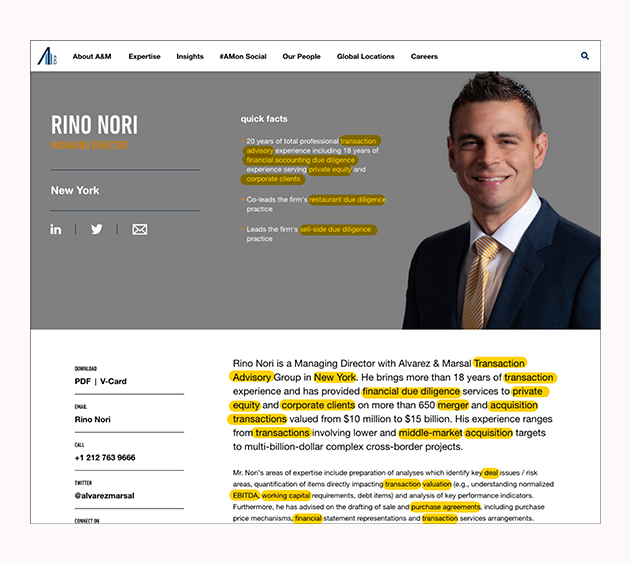 About A&M Expertise Insights #AMon Social Our People Global Locations Careers
RINO NORI
MANAGING DIRECTOR
New York
quick facts
20 years of total professional transaction
advisory experience including 18 years of
financial accounting due diligence
experience serving private equity and
corporate clients
Co-leads the firm's restaurant due diligence
practice
Leads the firm's sell-side due diligence
practice
DOWNLOAD
PDF | V-Card
EMAIL
Rino Nori
CALL
+1 212 763 9666
TWITTER
@alvarezmarsal
CONNECT ON
Rino Nori is a Managing Director with Alvarez & Marsal Transaction
Advisory Group in New York. He brings more than 18 years of transaction
experience and has provided financial due diligence services to private
equity and corporate clients on more than 650 merger and acquisition
transactions valued from $10 million to $15 billion. His experience ranges
from transactions involving lower and middle-market acquisition targets
to multi-billion-dollar complex cross-border projects.
Mr. Nori's areas of expertise include preparation of analyses which identify key deal issues / risk
areas, quantification of items directly impacting transaction valuation (e.g., understanding normalized
EBITDA, working capital requirements, debt items) and analysis of key performance indicators.
Furthermore, he has advised on the drafting of sale and purchase agreements, including purchase
price mechanisms, financial statement representations and transaction services arrangements.